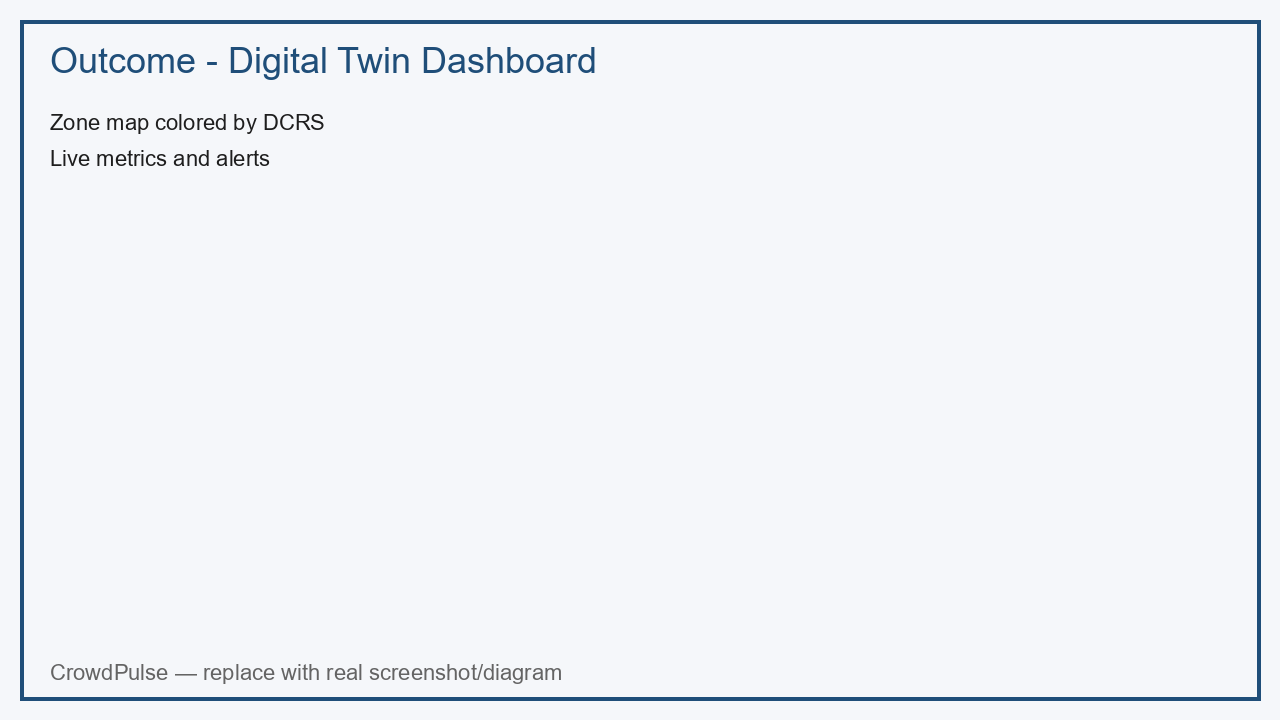 Outcome - Digital Twin Dashboard
Zone map colored by DCRS
Live metrics and alerts
CrowdPulse — replace with real screenshot/diagram